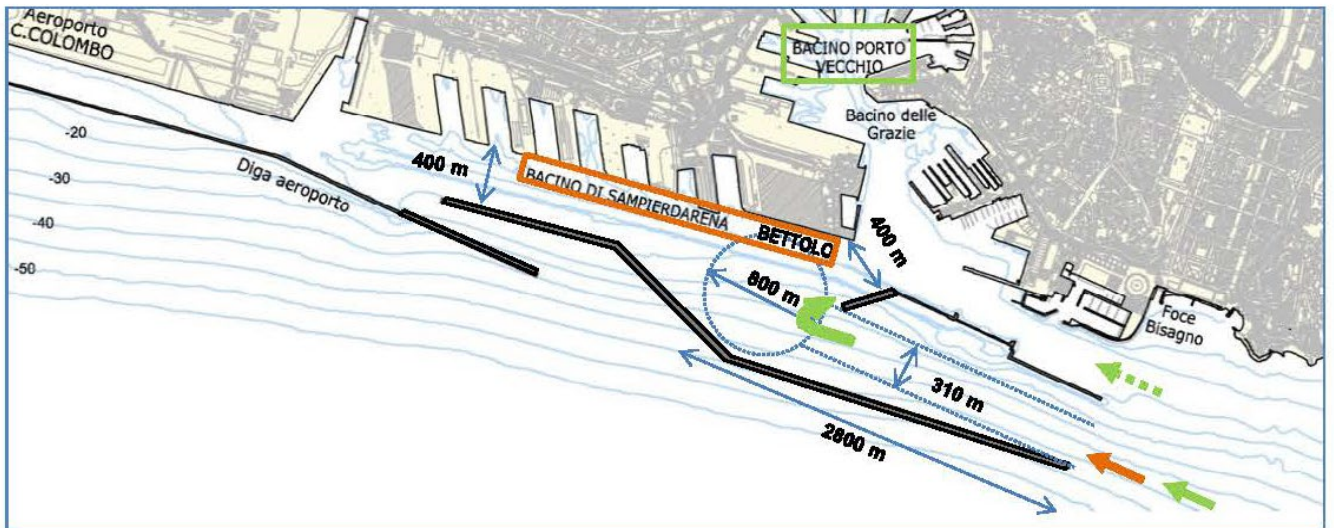 Aeroporto
C.COLOMBO
BACINO PORTO
VECCHIO
Bacino delle
Grazie
-20
-30
-40
-50
Diga aeroporto
400 m
BACINO DI SAMPIERDARENA
BETTOLO
400 m
800 m
310 m
2800 m
Foce
Bisagno